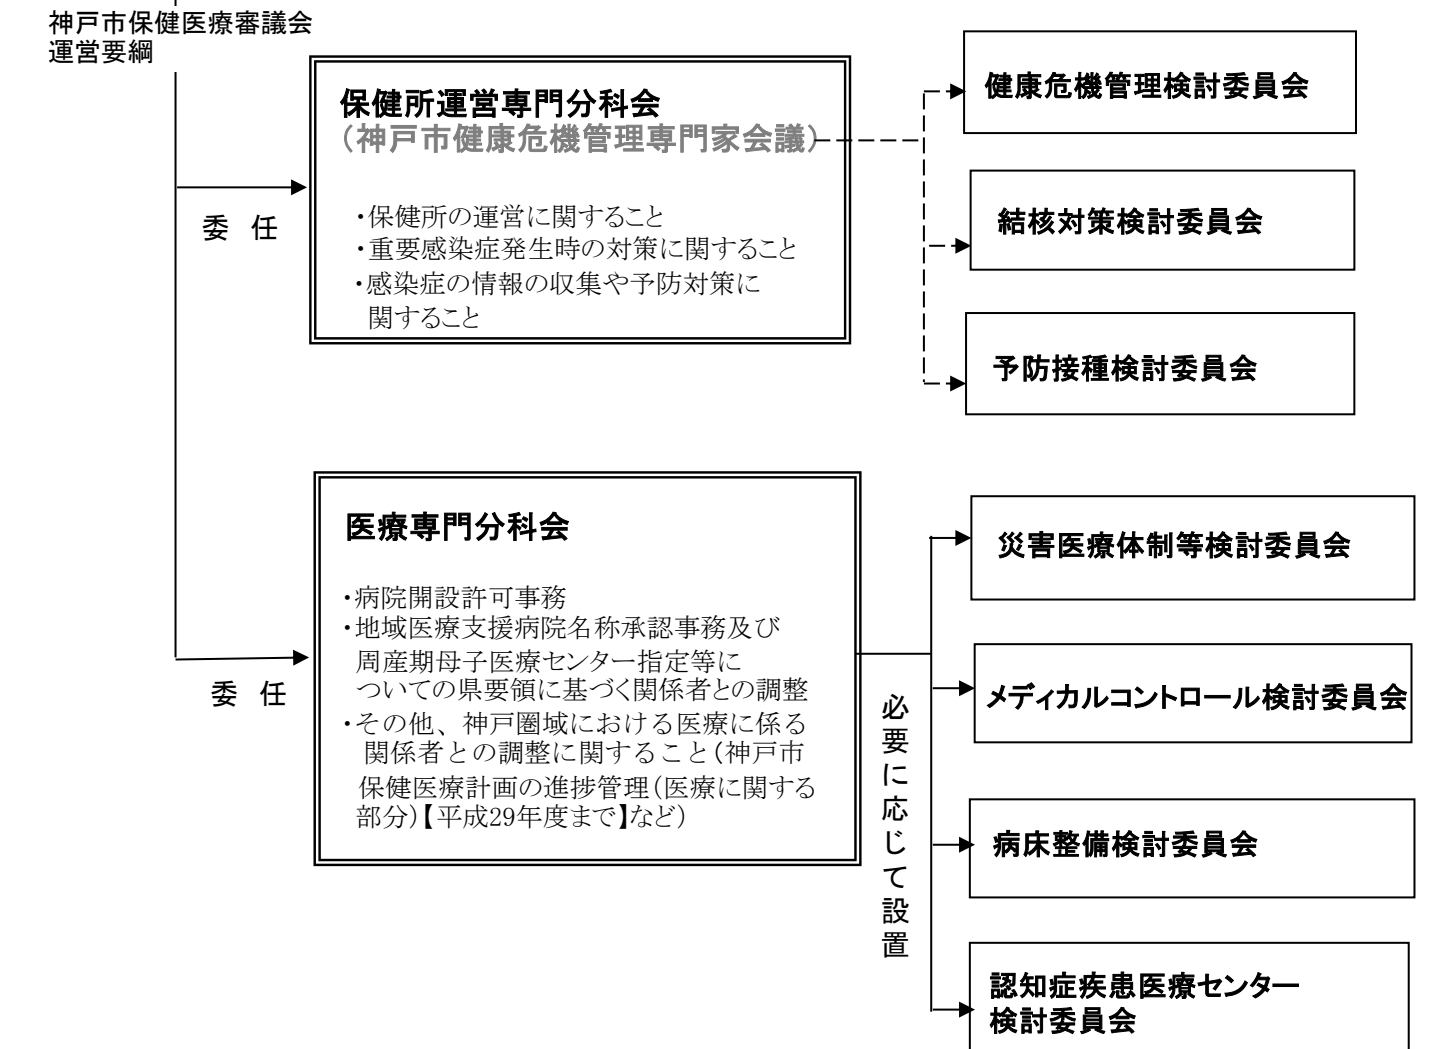 神戸市保健医療審議会
運営要綱
委 任
保健所運営専門分科会
（神戸市健康危機管理専門家会議）
・保健所の運営に関すること
・重要感染症発生時の対策に関すること
・感染症の情報の収集や予防対策に
関すること
健康危機管理検討委員会
結核対策検討委員会
予防接種検討委員会
委 任
医療専門分科会
・病院開設許可事務
・地域医療支援病院名称承認事務及び
周産期母子医療センター指定等に
ついての県要領に基づく関係者との調整
・その他、神戸圏域における医療に係る
関係者との調整に関すること（神戸市
保健医療計画の進捗管理（医療に関する
部分）【平成29年度まで】など）
必要に応じて設置
災害医療体制等検討委員会
メディカルコントロール検討委員会
病床整備検討委員会
認知症疾患医療センター
検討委員会